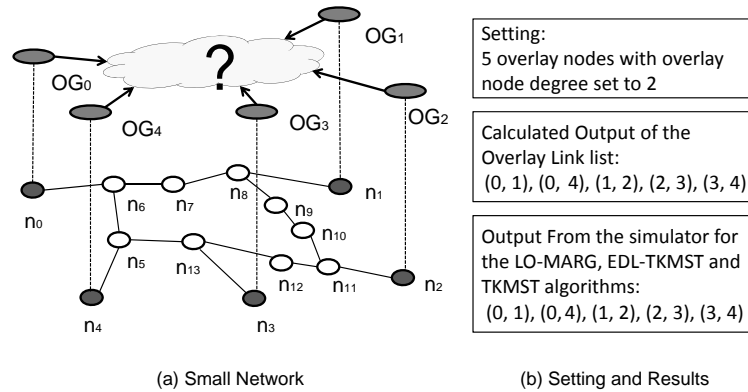 OG1
?
OG0
OG4
OG3
OG2
n0
n6
n7
n8
n1
n9
n10
n5
n13
n12
n11
n2
n4
n3
(a) Small Network
Setting:
5 overlay nodes with overlay
node degree set to 2
Calculated Output of the
Overlay Link list:
(0, 1), (0, 4), (1, 2), (2, 3), (3, 4)
Output From the simulator for
the LO-MARG, EDL-TKMST and
TKMST algorithms:
(0, 1), (0, 4), (1, 2), (2, 3), (3, 4)
(b) Setting and Results